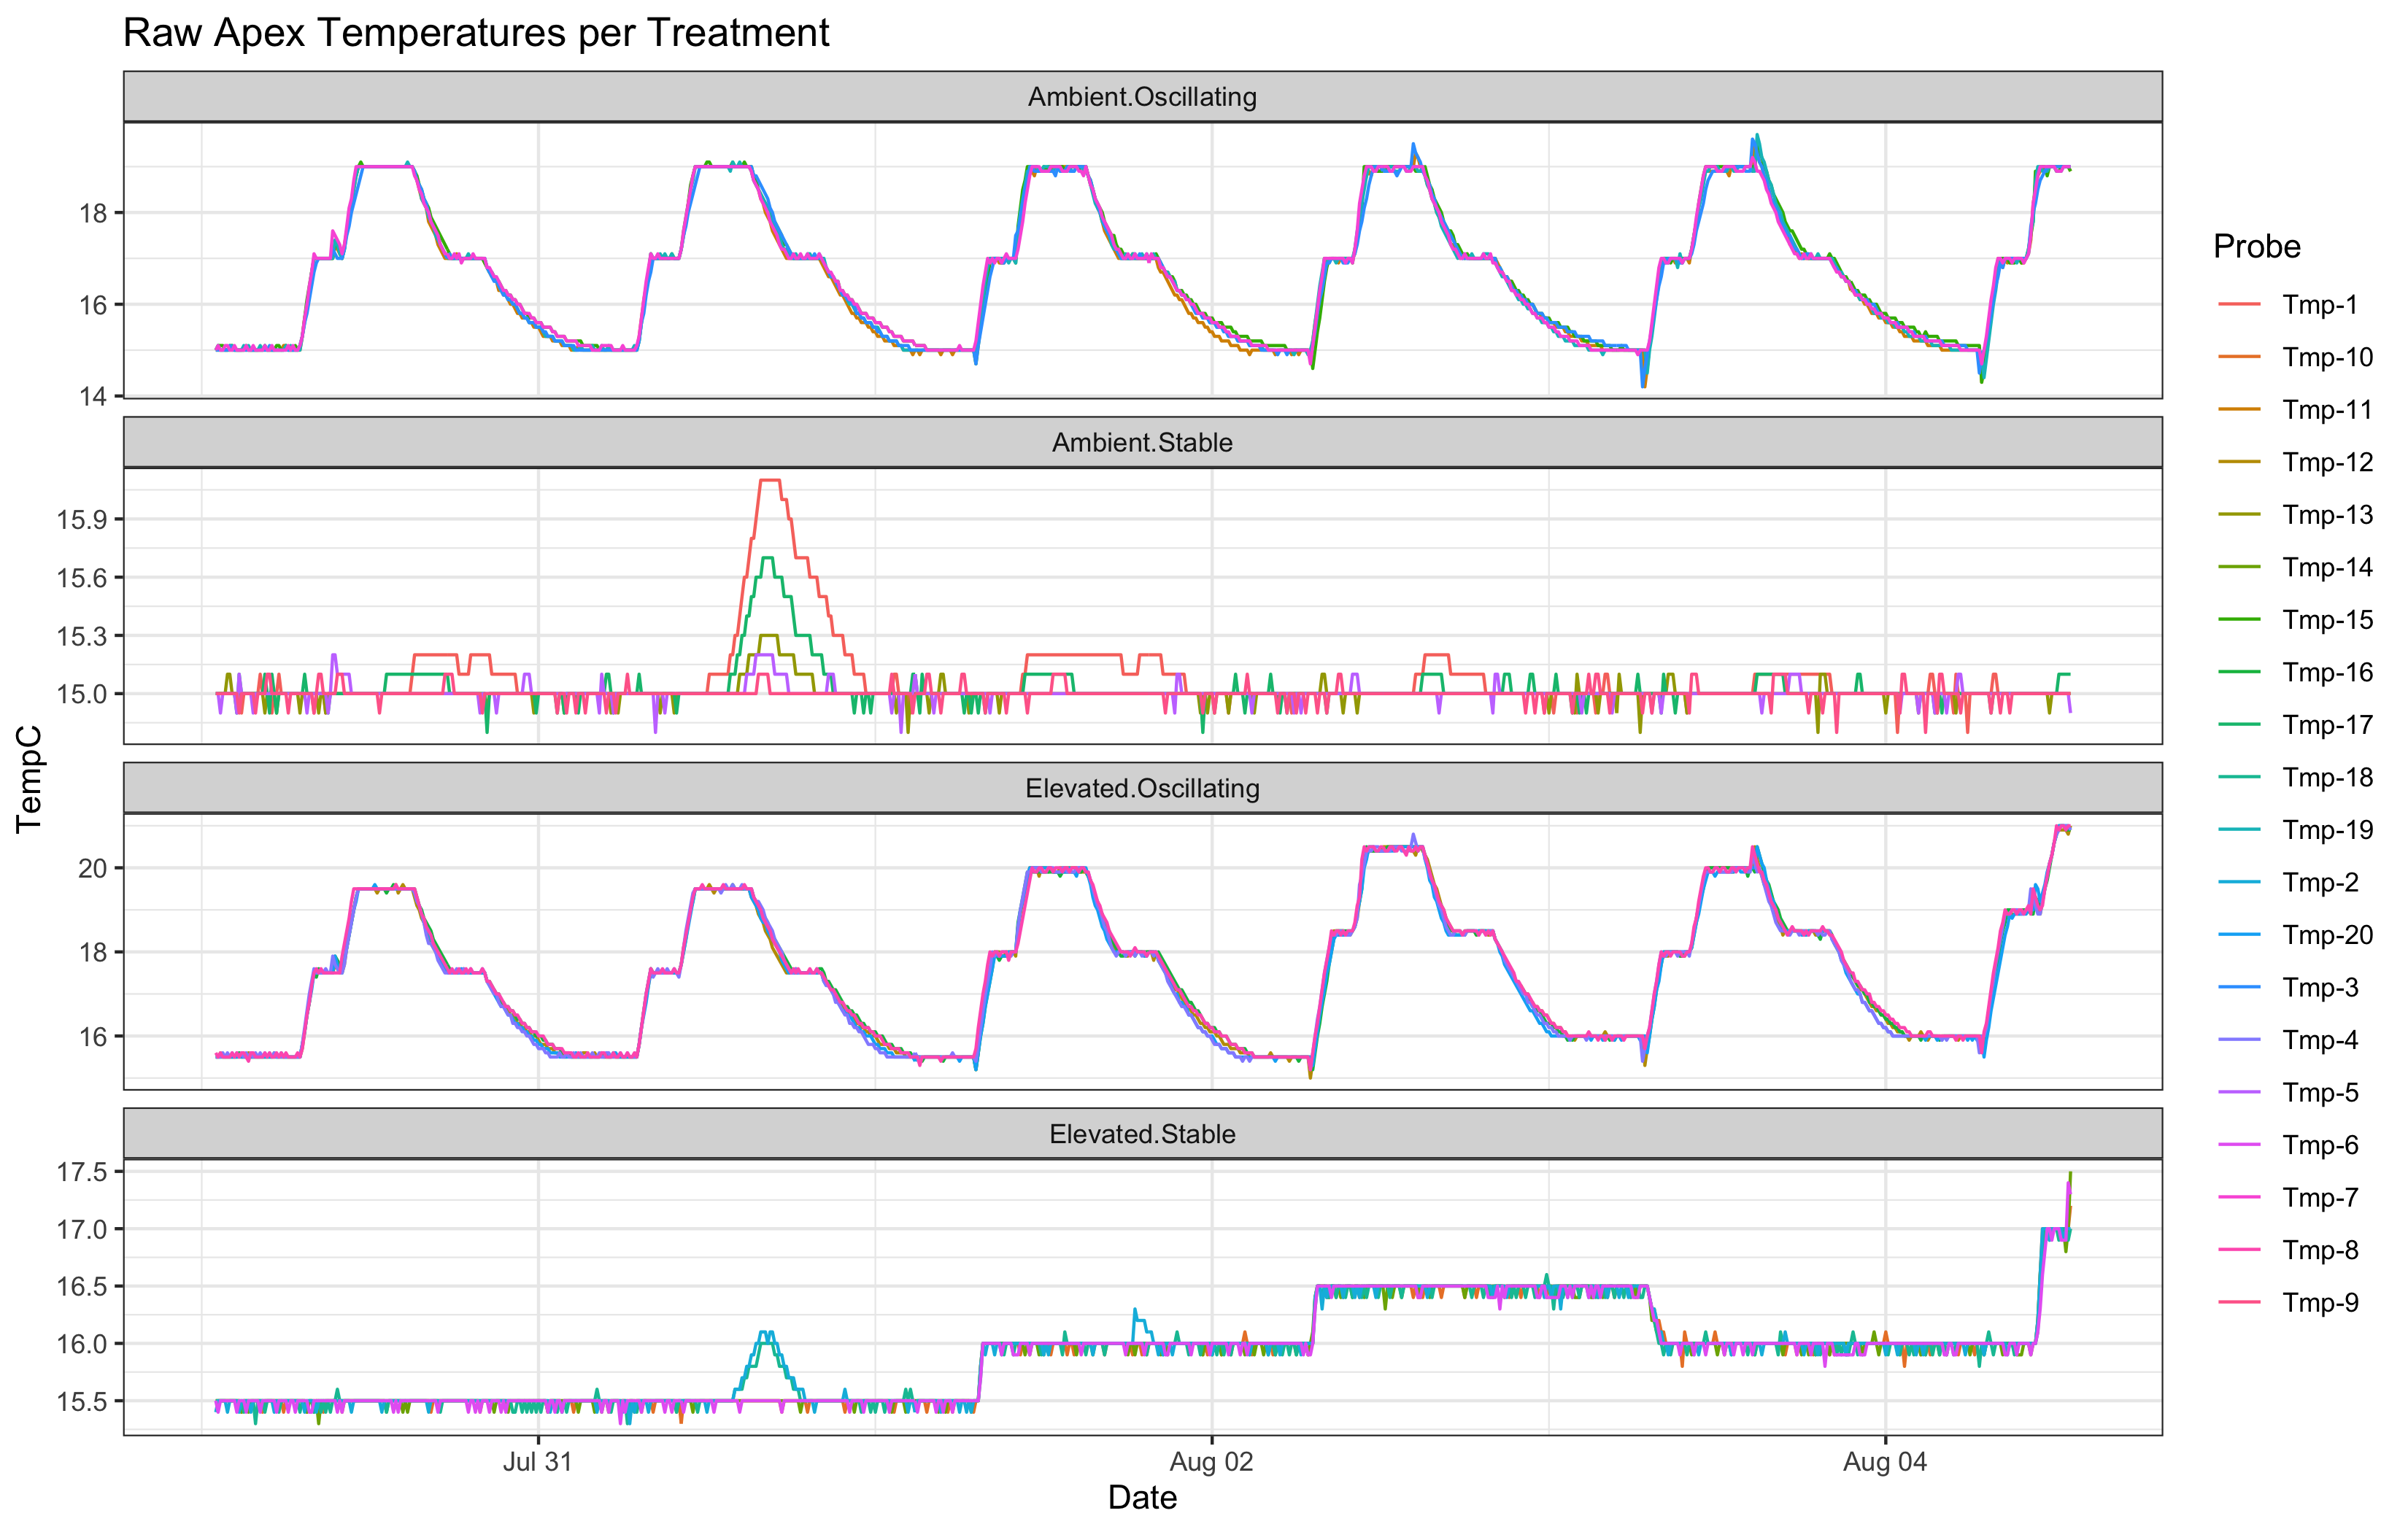 Raw Apex Temperatures per Treatment
Ambient.Oscillating
18
16
14
Ambient.Stable
15.9
15.6
15.3
15.0
Elevated.Oscillating
20
18
16
Elevated.Stable
17.5
17.0
16.5
16.0
15.5
TempC
Jul 31
Aug 02
Aug 04
Date
Probe
Tmp-1
Tmp-10
Tmp-11
Tmp-12
Tmp-13
Tmp-14
Tmp-15
Tmp-16
Tmp-17
Tmp-18
Tmp-19
Tmp-2
Tmp-20
Tmp-3
Tmp-4
Tmp-5
Tmp-6
Tmp-7
Tmp-8
Tmp-9